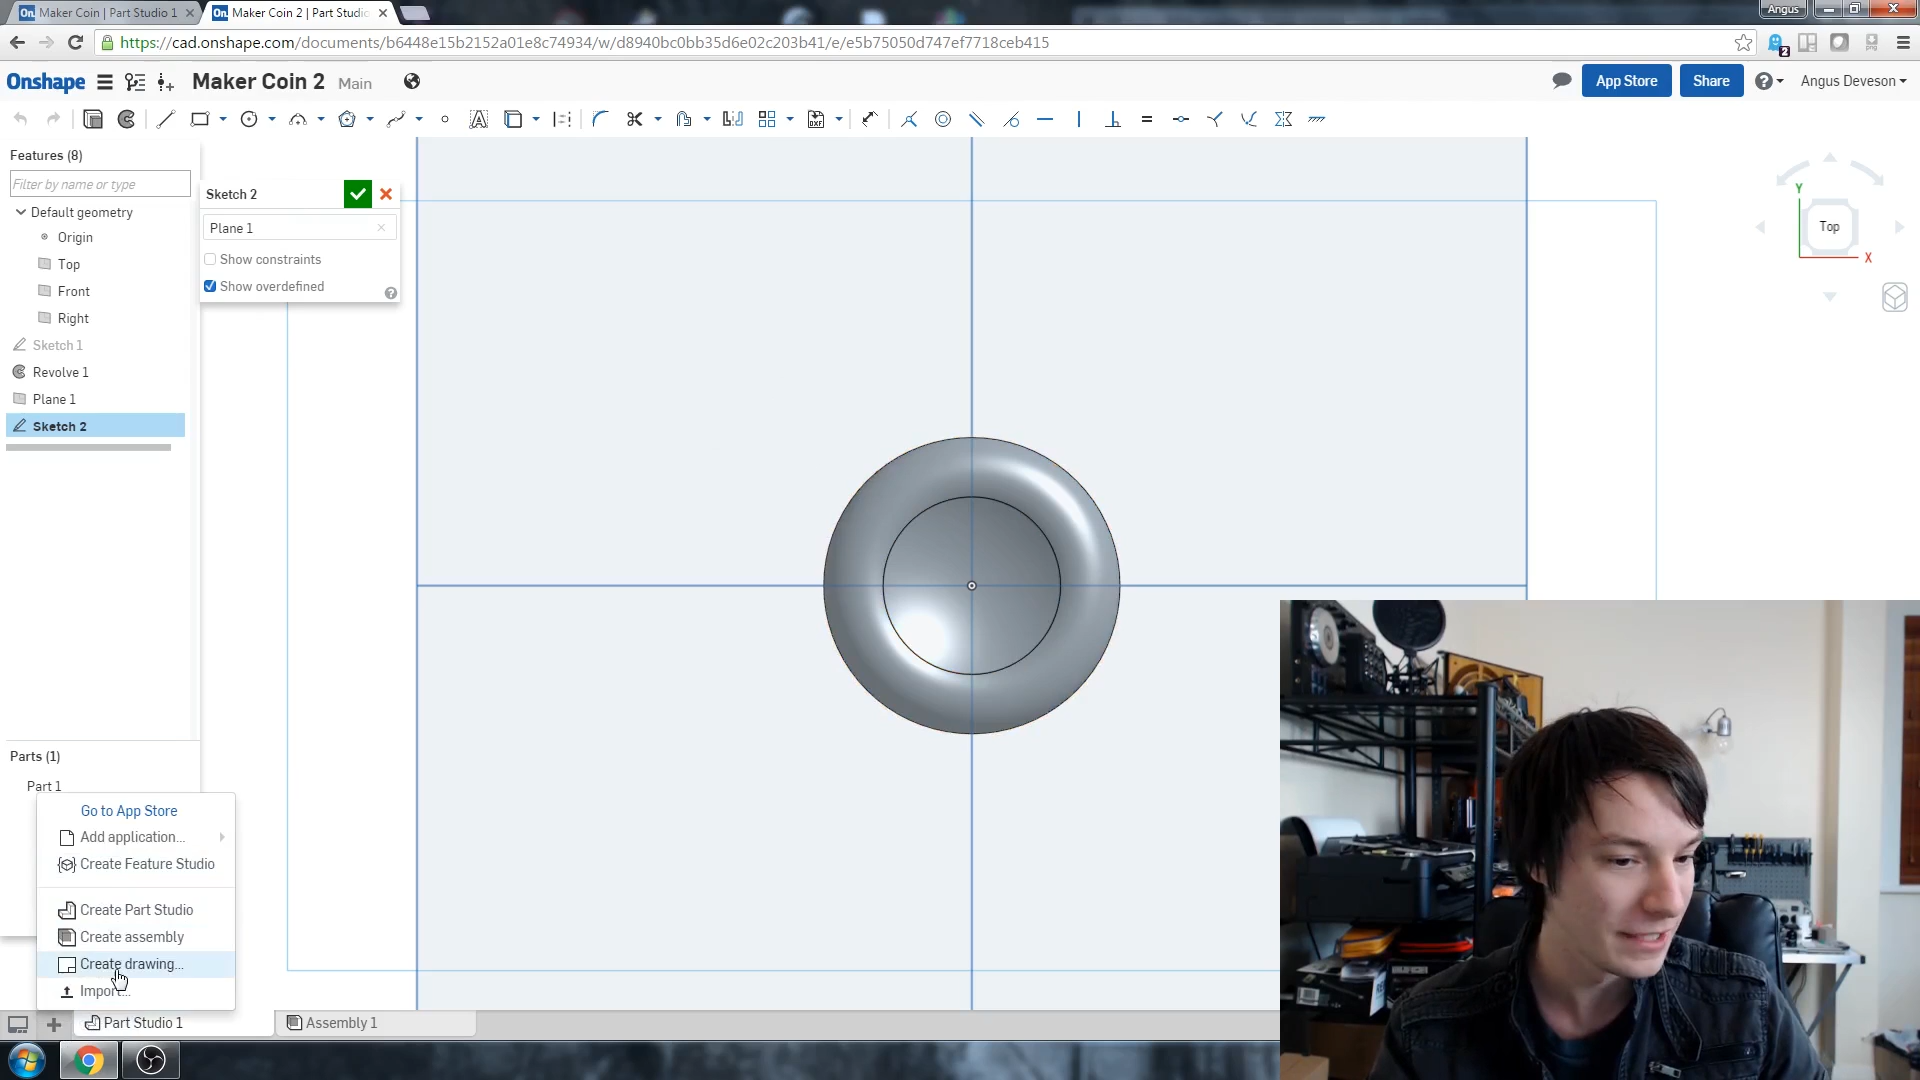 Maker Coin | Part Studio 1
Maker Coin 2 | Part Studio
Angus
https://cad.onshape.com/documents/b6448e15b2152a01e8c74934/w/d8940bc0bb35d6e02c203b41/e/e5b75050d747ef7718ceb415
2
Onshape
Maker Coin 2 Main
App Store
Share
Angus Deveson
Features (8)
Filter by name or type
Default geometry
Origin
Top
Front
Right
Sketch 1
Revolve 1
Plane 1
Sketch 2
Sketch 2
Plane 1
Show constraints
Show overdefined
Y
Top
X
Parts (1)
Part 1
Go to App Store
Add application...
Create Feature Studio
Create Part Studio
Create assembly
Create drawing...
Import...
Part Studio 1
Assembly 1